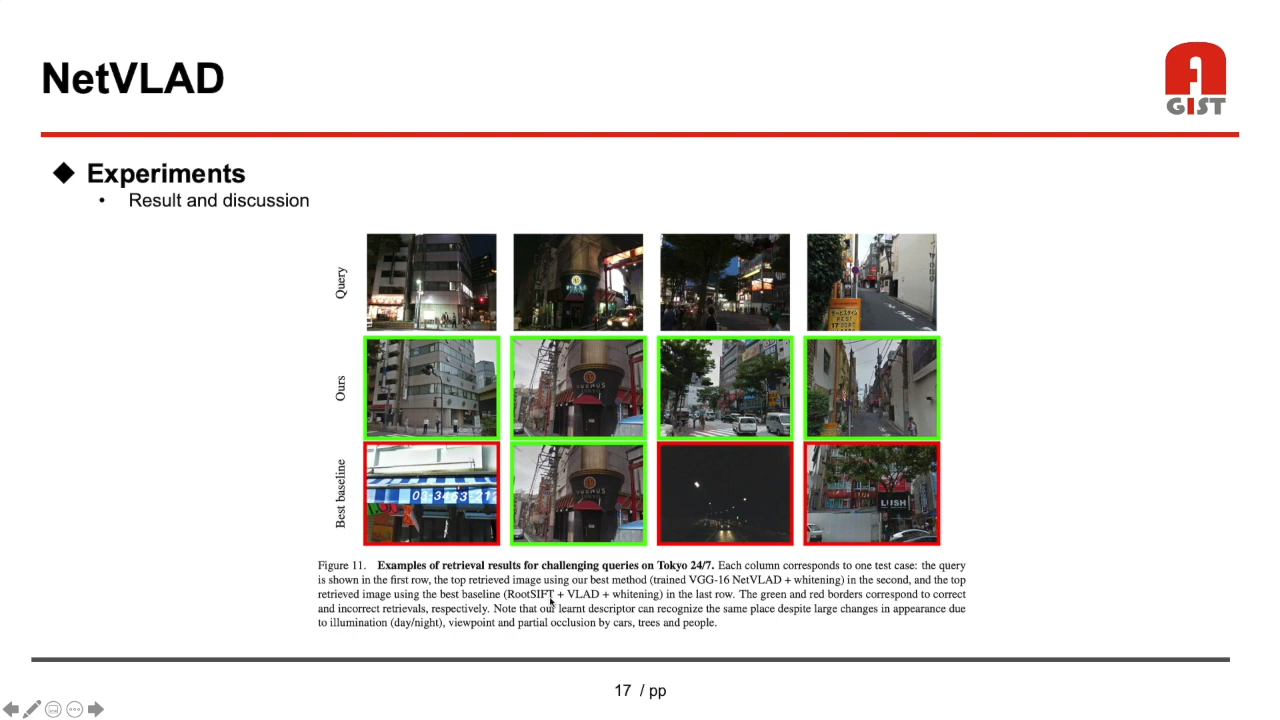 NetVLAD
GIST
Experiments
• Result and discussion
Query
Ours
Best baseline
03-3463-212
LUSH
Figure 11. Examples of retrieval results for challenging queries on Tokyo 24/7. Each column corresponds to one test case: the query
is shown in the first row, the top retrieved image using our best method (trained VGG-16 NetVLAD + whitening) in the second, and the top
retrieved image using the best baseline (RootSIFT + VLAD + whitening) in the last row. The green and red borders correspond to correct
and incorrect retrievals, respectively. Note that our learnt descriptor can recognize the same place despite large changes in appearance due
to illumination (day/night), viewpoint and partial occlusion by cars, trees and people.
17 / pp